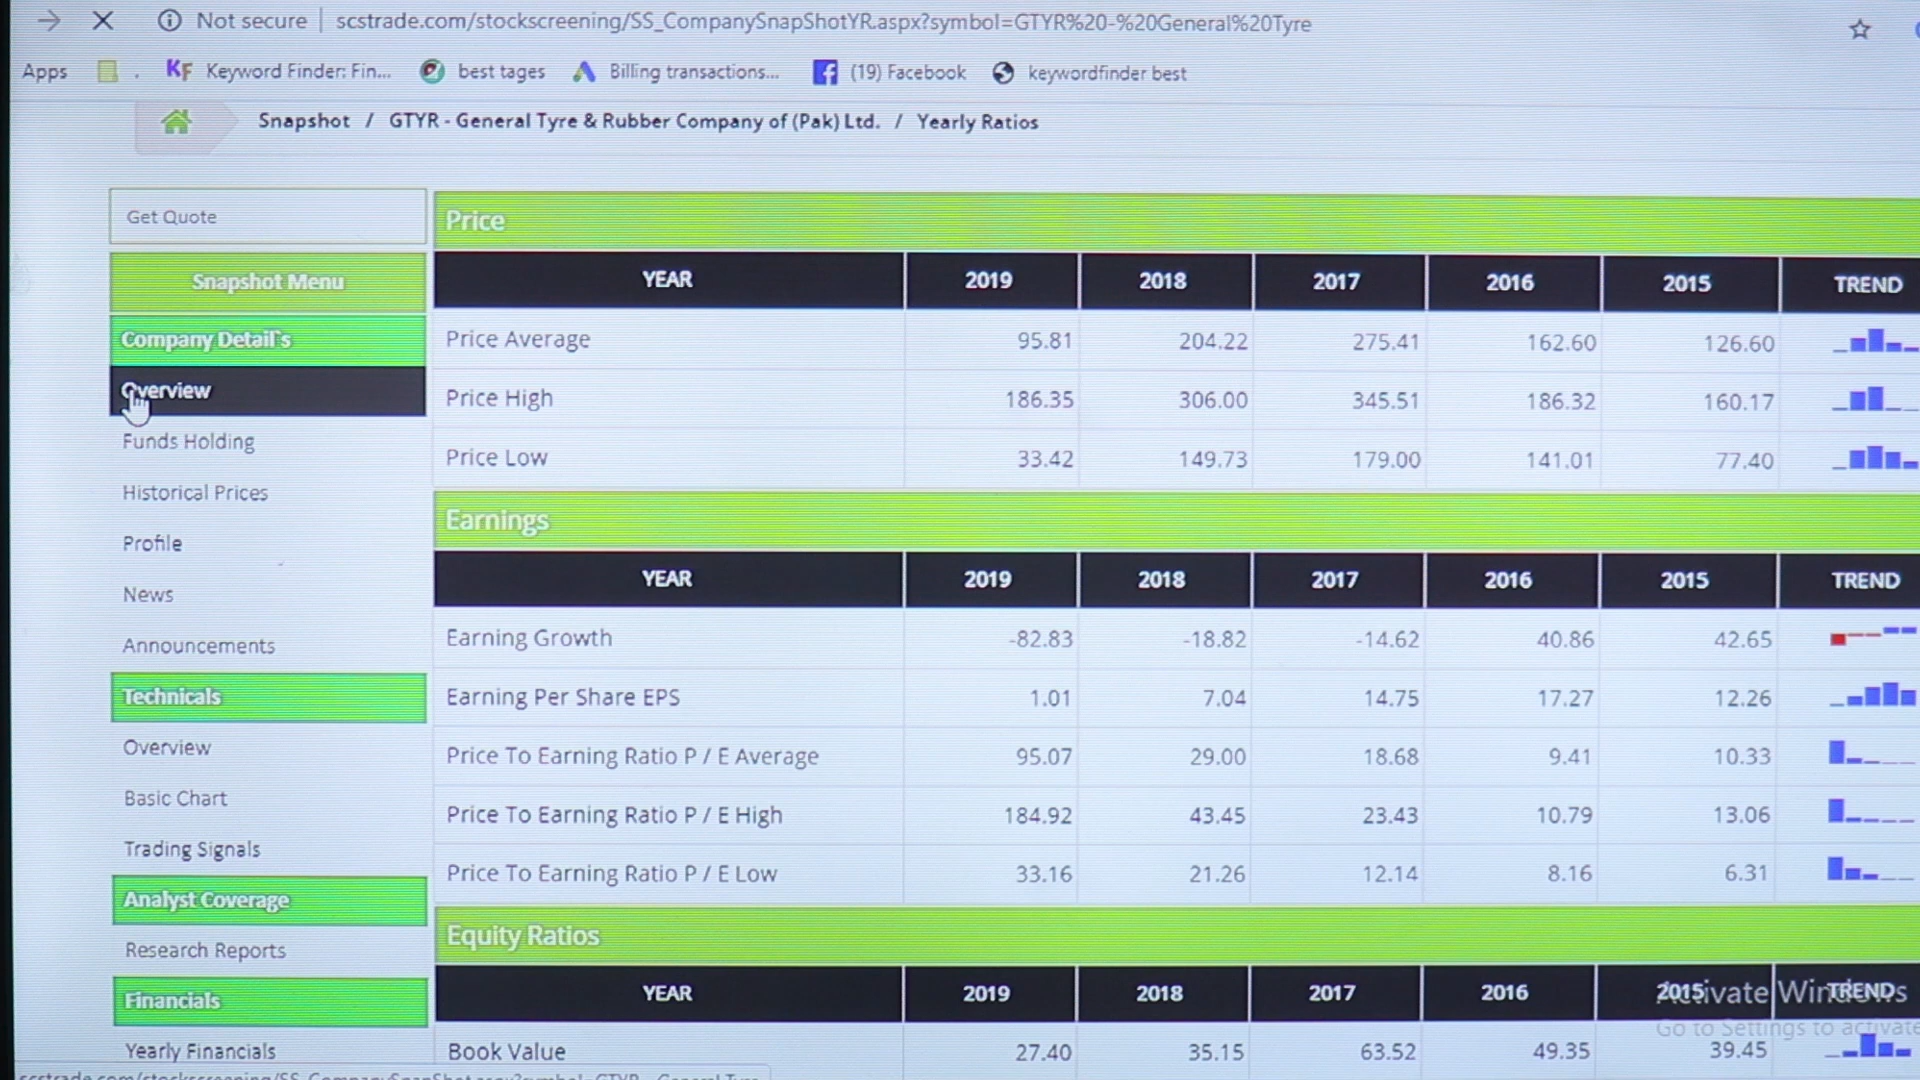 Not secure | scstrade.com/stockscreening/SS_CompanySnapShotYR.aspx?symbol=GTYR%20-%20General%20Tyre
Apps . KF Keyword Finder: Fin... best tages Billing transactions... (19) Facebook keywordfinder best
Snapshot / GTYR - General Tyre & Rubber Company of (Pak) Ltd. / Yearly Ratios
Get Quote
Snapshot Menu
Company Detail's
Overview
Funds Holding
Historical Prices
Profile
News
Announcements
Technicals
Overview
Basic Chart
Trading Signals
Analyst Coverage
Research Reports
Financials
Yearly Financials
Price
YEAR 2019 2018 2017 2016 2015 TREND
Price Average 95.81 204.22 275.41 162.60 126.60
Price High 186.35 306.00 345.51 186.32 160.17
Price Low 33.42 149.73 179.00 141.01 77.40
Earnings
YEAR 2019 2018 2017 2016 2015 TREND
Earning Growth -82.83 -18.82 -14.62 40.86 42.65
Earning Per Share EPS 1.01 7.04 14.75 17.27 12.26
Price To Earning Ratio P / E Average 95.07 29.00 18.68 9.41 10.33
Price To Earning Ratio P / E High 184.92 43.45 23.43 10.79 13.06
Price To Earning Ratio P / E Low 33.16 21.26 12.14 8.16 6.31
Equity Ratios
YEAR 2019 2018 2017 2016 2015 TREND
Book Value 27.40 35.15 63.52 49.35 39.45
Activate Windows
Go to Settings to activate